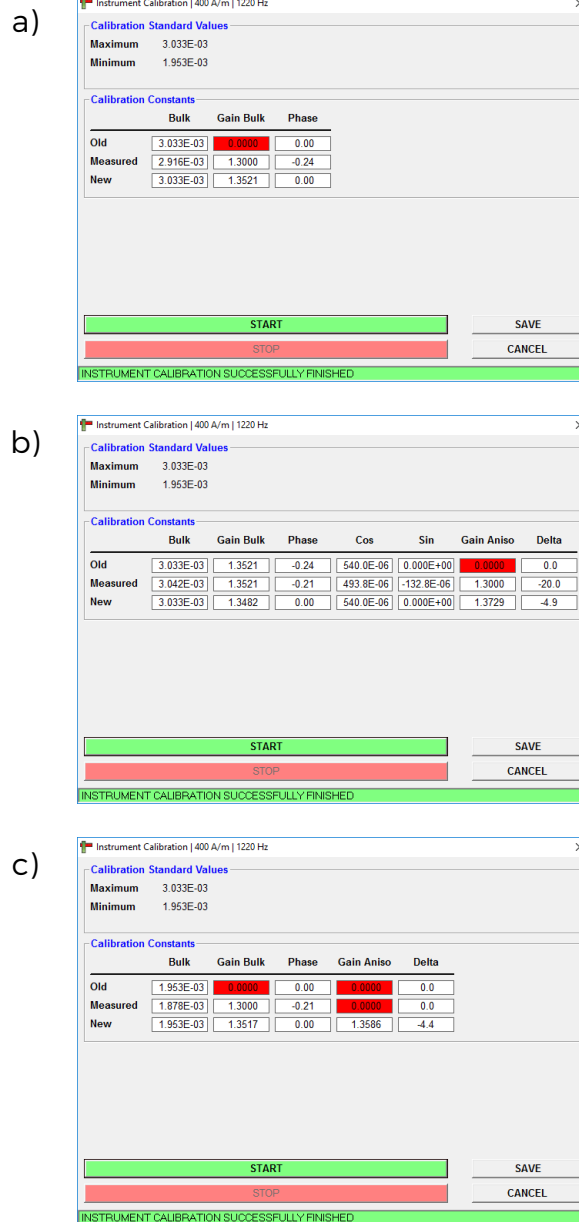 a)
Instrument Calibration | 400 A/m | 1220 Hz
Calibration Standard Values
Maximum 3.033E-03
Minimum 1.953E-03
Calibration Constants
Bulk Gain Bulk Phase
Old 3.033E-03 0.0000 0.00
Measured 2.916E-03 1.3000 -0.24
New 3.033E-03 1.3521 0.00
START SAVE
STOP CANCEL
INSTRUMENT CALIBRATION SUCCESSFULLY FINISHED
b)
Instrument Calibration | 400 A/m | 1220 Hz
Calibration Standard Values
Maximum 3.033E-03
Minimum 1.953E-03
Calibration Constants
Bulk Gain Bulk Phase Cos Sin Gain Aniso Delta
Old 3.033E-03 1.3521 -0.24 540.0E-06 0.000E+00 0.0000 0.0
Measured 3.042E-03 1.3521 -0.21 493.8E-06 -132.8E-06 1.3000 -20.0
New 3.033E-03 1.3482 0.00 540.0E-06 0.000E+00 1.3729 -4.9
START SAVE
STOP CANCEL
INSTRUMENT CALIBRATION SUCCESSFULLY FINISHED
c)
Instrument Calibration | 400 A/m | 1220 Hz
Calibration Standard Values
Maximum 3.033E-03
Minimum 1.953E-03
Calibration Constants
Bulk Gain Bulk Phase Gain Aniso Delta
Old 1.953E-03 0.0000 0.00 0.0000 0.0
Measured 1.878E-03 1.3000 -0.21 0.0000 0.0
New 1.953E-03 1.3517 0.00 1.3586 -4.4
START SAVE
STOP CANCEL
INSTRUMENT CALIBRATION SUCCESSFULLY FINISHED